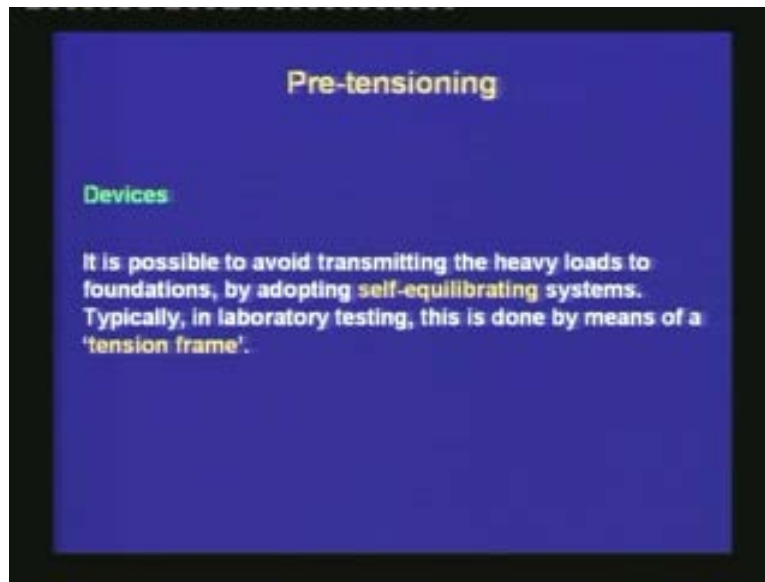 Pre-tensioning
Devices
It is possible to avoid transmitting the heavy loads to
foundations, by adopting self-equilibrating systems.
Typically, in laboratory testing, this is done by means of a
'tension frame'.